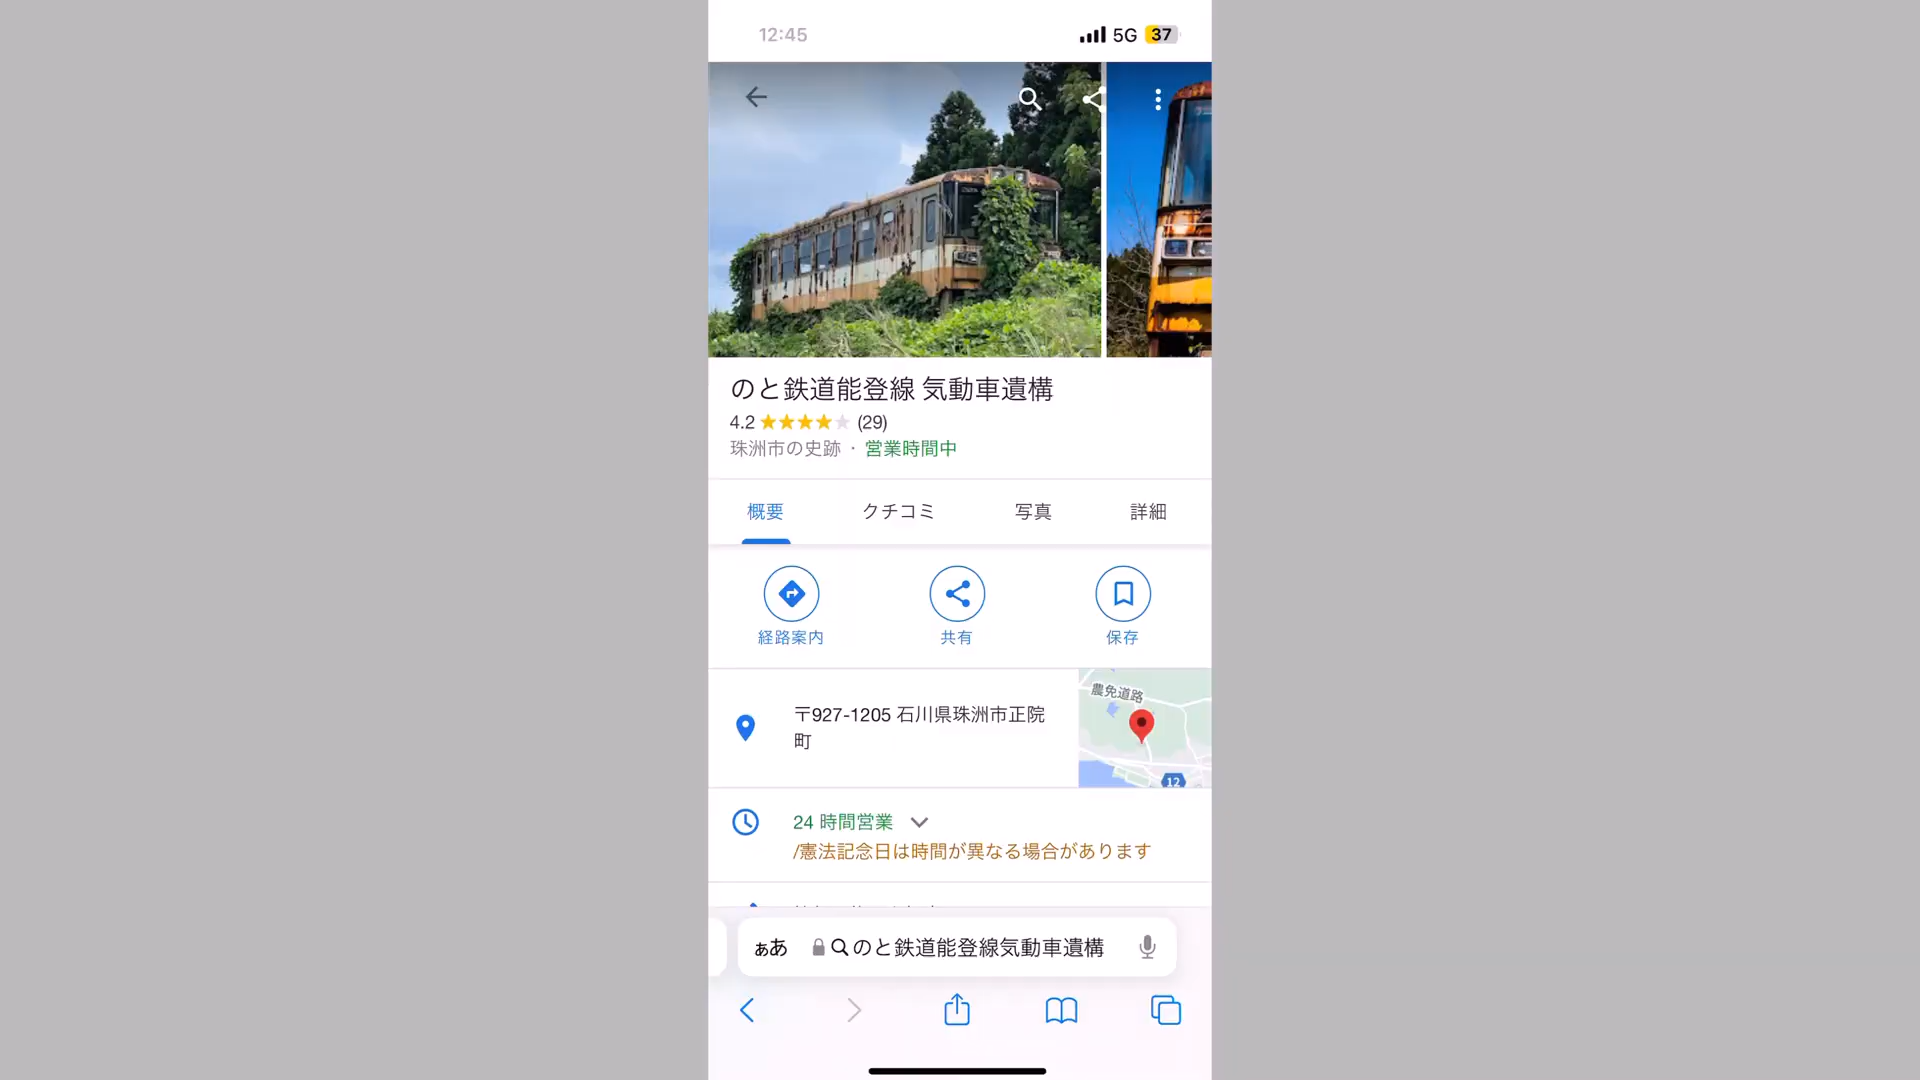 12:45
5G 37
のと鉄道能登線 気動車遺構
4.2 ★★★★★ (29)
珠洲市の史跡 · 営業時間中
概要 クチコミ 写真 詳細
経路案内 共有 保存
〒927-1205 石川県珠洲市正院
町
農免道路
12
24 時間営業
/憲法記念日は時間が異なる場合があります
ぁあ のと鉄道能登線気動車遺構